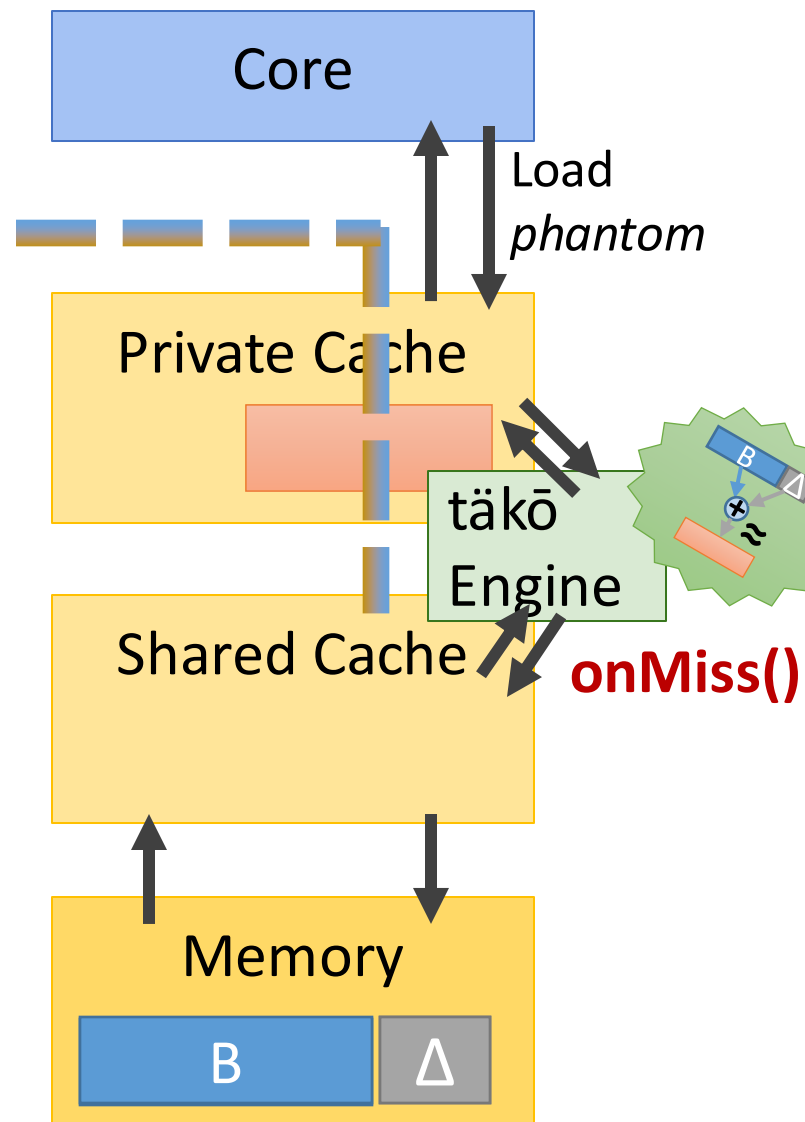 Core
Load
phantom
Private Cache
B
Δ
+
≈
täkō
Engine
Shared Cache
onMiss()
Memory
B
Δ